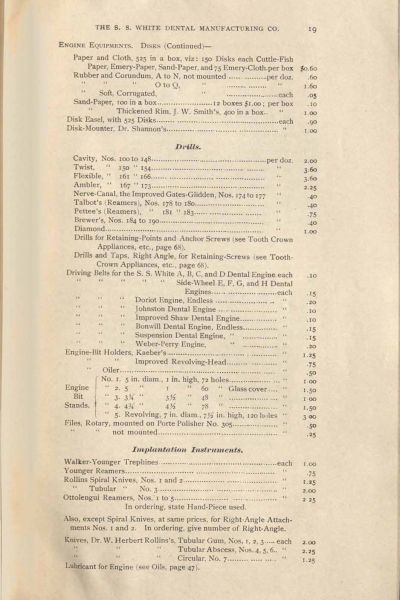 THE S. S. WHITE DENTAL MANUFACTURING CO. 19
ENGINE EQUIPMENTS. DISKS (Continued)—
Paper and Cloth, 525 in a box, viz: 150 Disks each Cuttle-Fish
Paper, Emery-Paper, Sand-Paper, and 75 Emery-Cloth. per box $0.60
Rubber and Corundum, A to N, not mounted ..... per doz. .60
" " O to Q, " ..... " 1.60
" Soft, Corrugated, " ..... each .05
Sand-Paper, 100 in a box ..... 12 boxes $1.00; per box .10
" Thickened Rim, J. W. Smith's, 400 in a box.. " 1.00
Disk Easel, with 525 Disks ..... each .90
Disk-Mounter, Dr. Shannon's ..... " 1.00
Drills.
Cavity, Nos. 100 to 148 ..... per doz. 2.00
Twist, " 150 " 154 ..... " 3.60
Flexible, " 161 " 166 ..... " 3.60
Ambler, " 167 " 173 ..... " 2.25
Nerve-Canal, the Improved Gates-Glidden, Nos. 174 to 177 " .40
Talbot's (Reamers), Nos. 178 to 180 ..... " .40
Pettee's (Reamers), " 181 " 183 ..... " .75
Brewer's, Nos. 184 to 190 ..... " .40
Diamond ..... " 1.00
Drills for Retaining-Points and Anchor Screws (see Tooth Crown
Appliances, etc., page 68).
Drills and Taps, Right Angle, for Retaining-Screws (see Tooth-
Crown Appliances, etc., page 68).
Driving Belts for the S. S. White A, B, C, and D Dental Engine each .10
" " " " " Side-Wheel E, F, G, and H Dental
Engines ..... each .15
" " " Doriot Engine, Endless ..... " .20
" " " Johnston Dental Engine ..... " .10
" " " Improved Shaw Dental Engine ..... " .10
" " " Bonwill Dental Engine, Endless ..... " .15
" " " Suspension Dental Engine, " ..... " .15
" " " Weber-Perry Engine, " ..... " .20
Engine-Bit Holders, Kaeber's ..... " 1.25
" " " Improved Revolving-Head ..... " .75
" Oiler ..... " .50
No. 1. 5 in. diam., 1 in. high, 72 holes ..... " 1 00
Engine " 2. 5 " " 60 " Glass cover .... " 1.50
Bit " 3. 3¼ " 3½ " 48 " ..... " 1 00
Stands, " 4. 4¼ " 4½ " 78 " ..... " 1.50
" 5. Revolving, 7 in. diam., 7½ in. high, 120 holes " 3 00
Files, Rotary, mounted on Porte Polisher No. 305 ..... " .50
" " not mounted ..... " .25
Implantation Instruments.
Walker-Younger Trephines ..... each 1.00
Younger Reamers ..... " .75
Rollins Spiral Knives, Nos. 1 and 2 ..... " 1.25
" Tubular " No. 3 ..... " 2.00
Ottolengui Reamers, Nos. 1 to 5 ..... " 2 25
In ordering, state Hand-Piece used.
Also, except Spiral Knives, at same prices, for Right-Angle Attach-
ments Nos. 1 and 2. In ordering, give number of Right-Angle.
Knives, Dr. W. Herbert Rollins's, Tubular Gum, Nos. 1, 2, 3 ..... each 2.00
" " " Tubular Abscess, Nos. 4, 5, 6.. " 2.25
" " " Circular, No. 7 ..... " 1.25
Lubricant for Engine (see Oils, page 47).